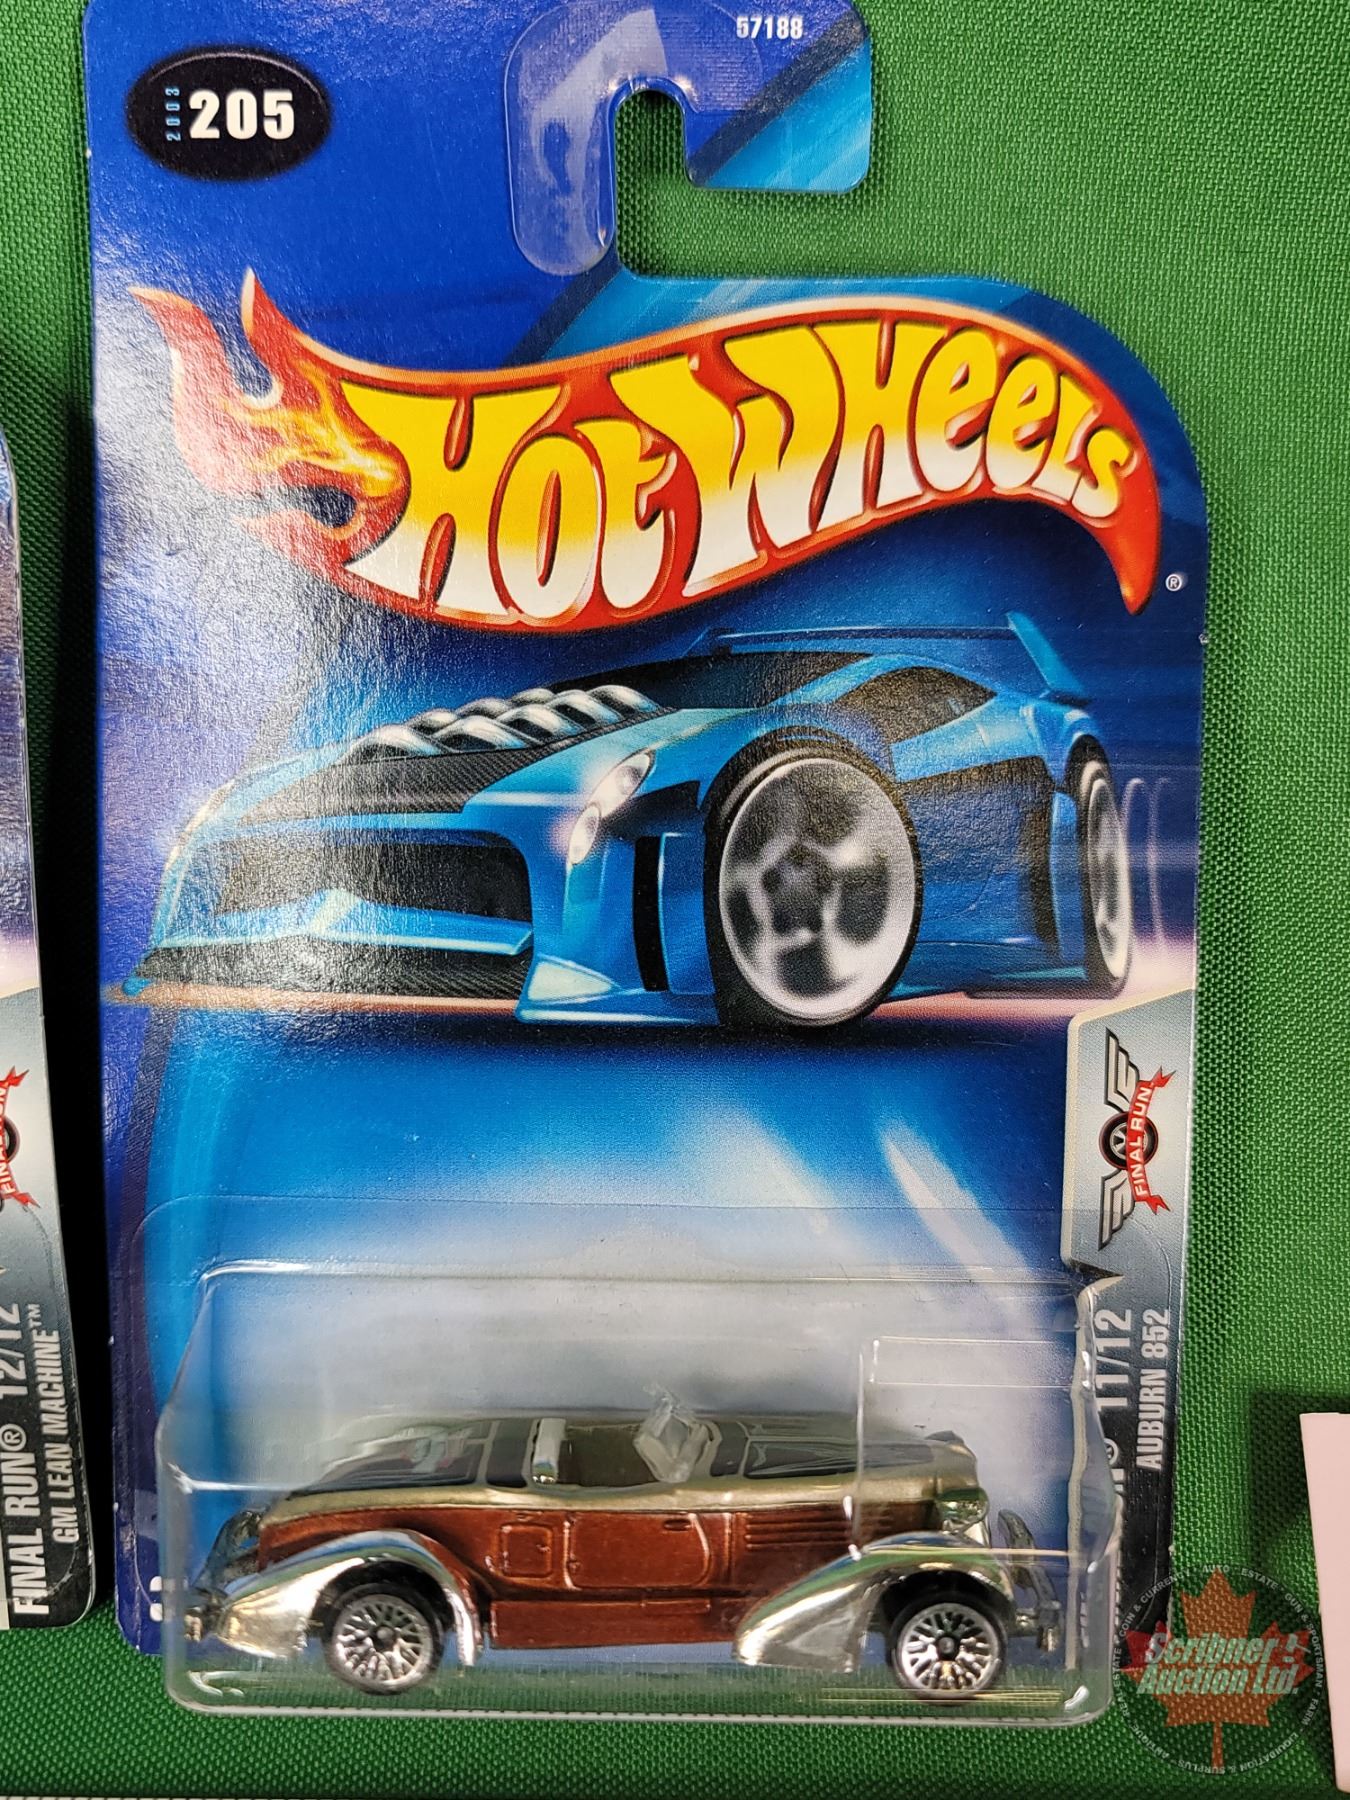 57188
2003
205
HOT WHEELS
®
FINAL RUN
11/12
AUBURN 852
FINAL RUN
FINAL RUN® 12/12
GM LEAN MACHINE™
Scribner
Auction Ltd.